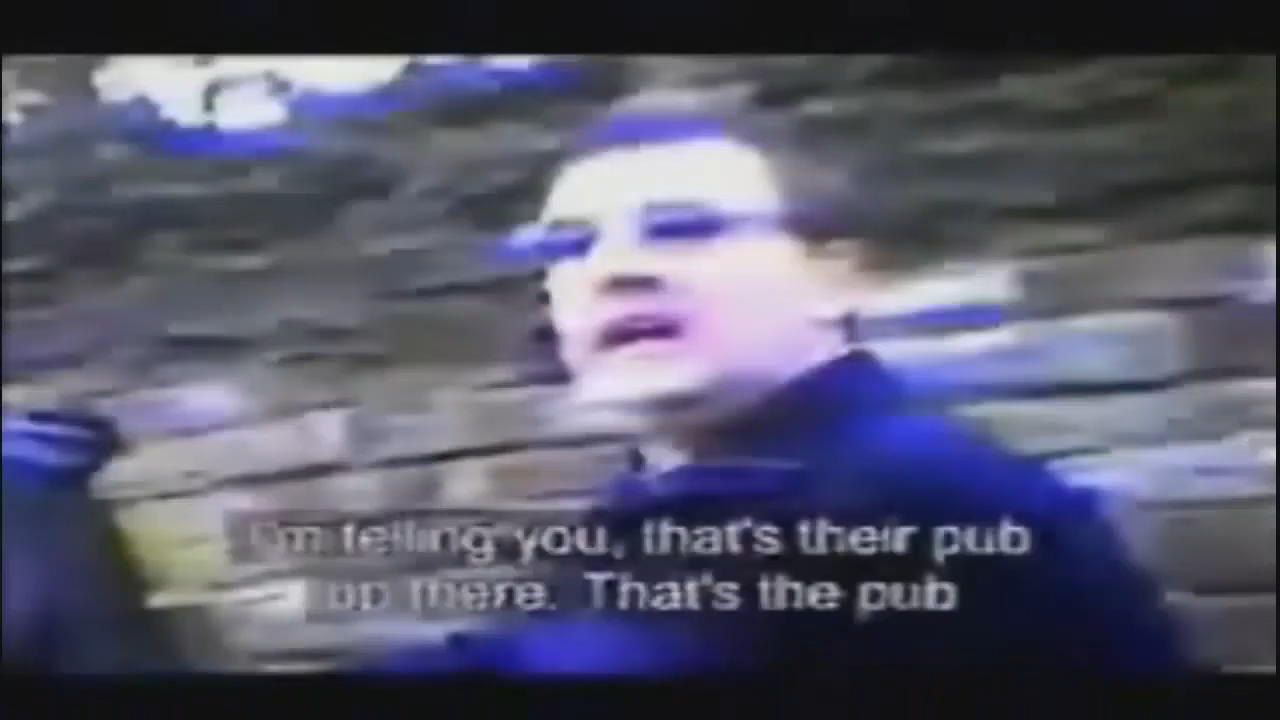 I'm telling you, that's their pub
up there. That's the pub